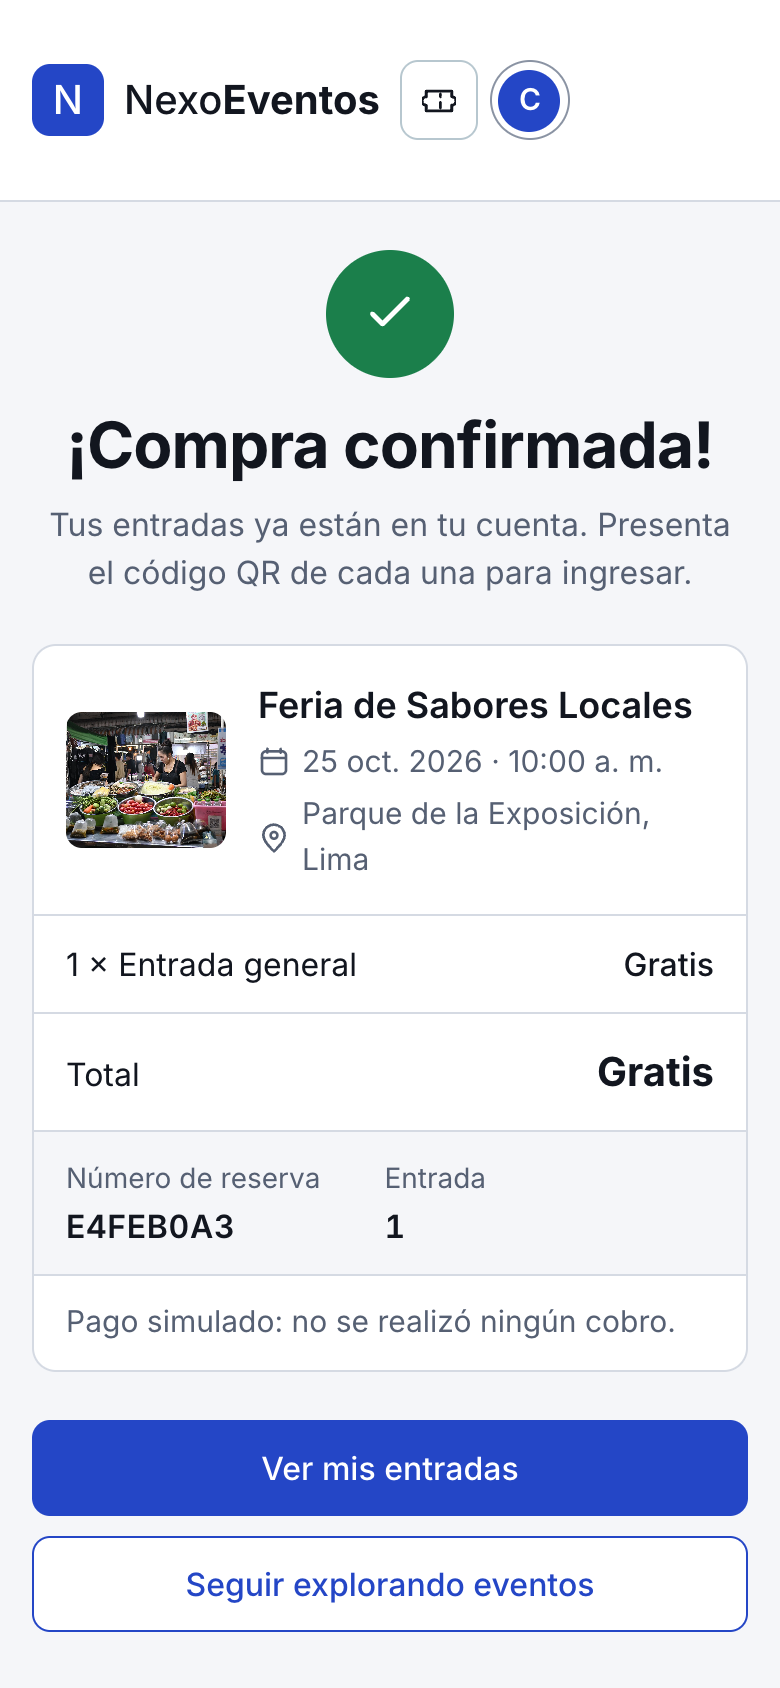 N NexoEventos C
¡Compra confirmada!
Tus entradas ya están en tu cuenta. Presenta
el código QR de cada una para ingresar.
Feria de Sabores Locales
25 oct. 2026 · 10:00 a. m.
Parque de la Exposición,
Lima
1 × Entrada general Gratis
Total Gratis
Número de reserva Entrada
E4FEB0A3 1
Pago simulado: no se realizó ningún cobro.
Ver mis entradas
Seguir explorando eventos